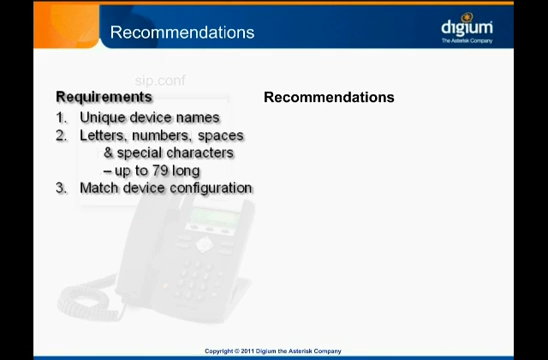 Recommendations
digium
The Asterisk Company
sip.conf
Requirements
1. Unique device names
2. Letters, numbers, spaces
& special characters
– up to 79 long
3. Match device configuration
Recommendations
Copyright © 2011 Digium the Asterisk Company